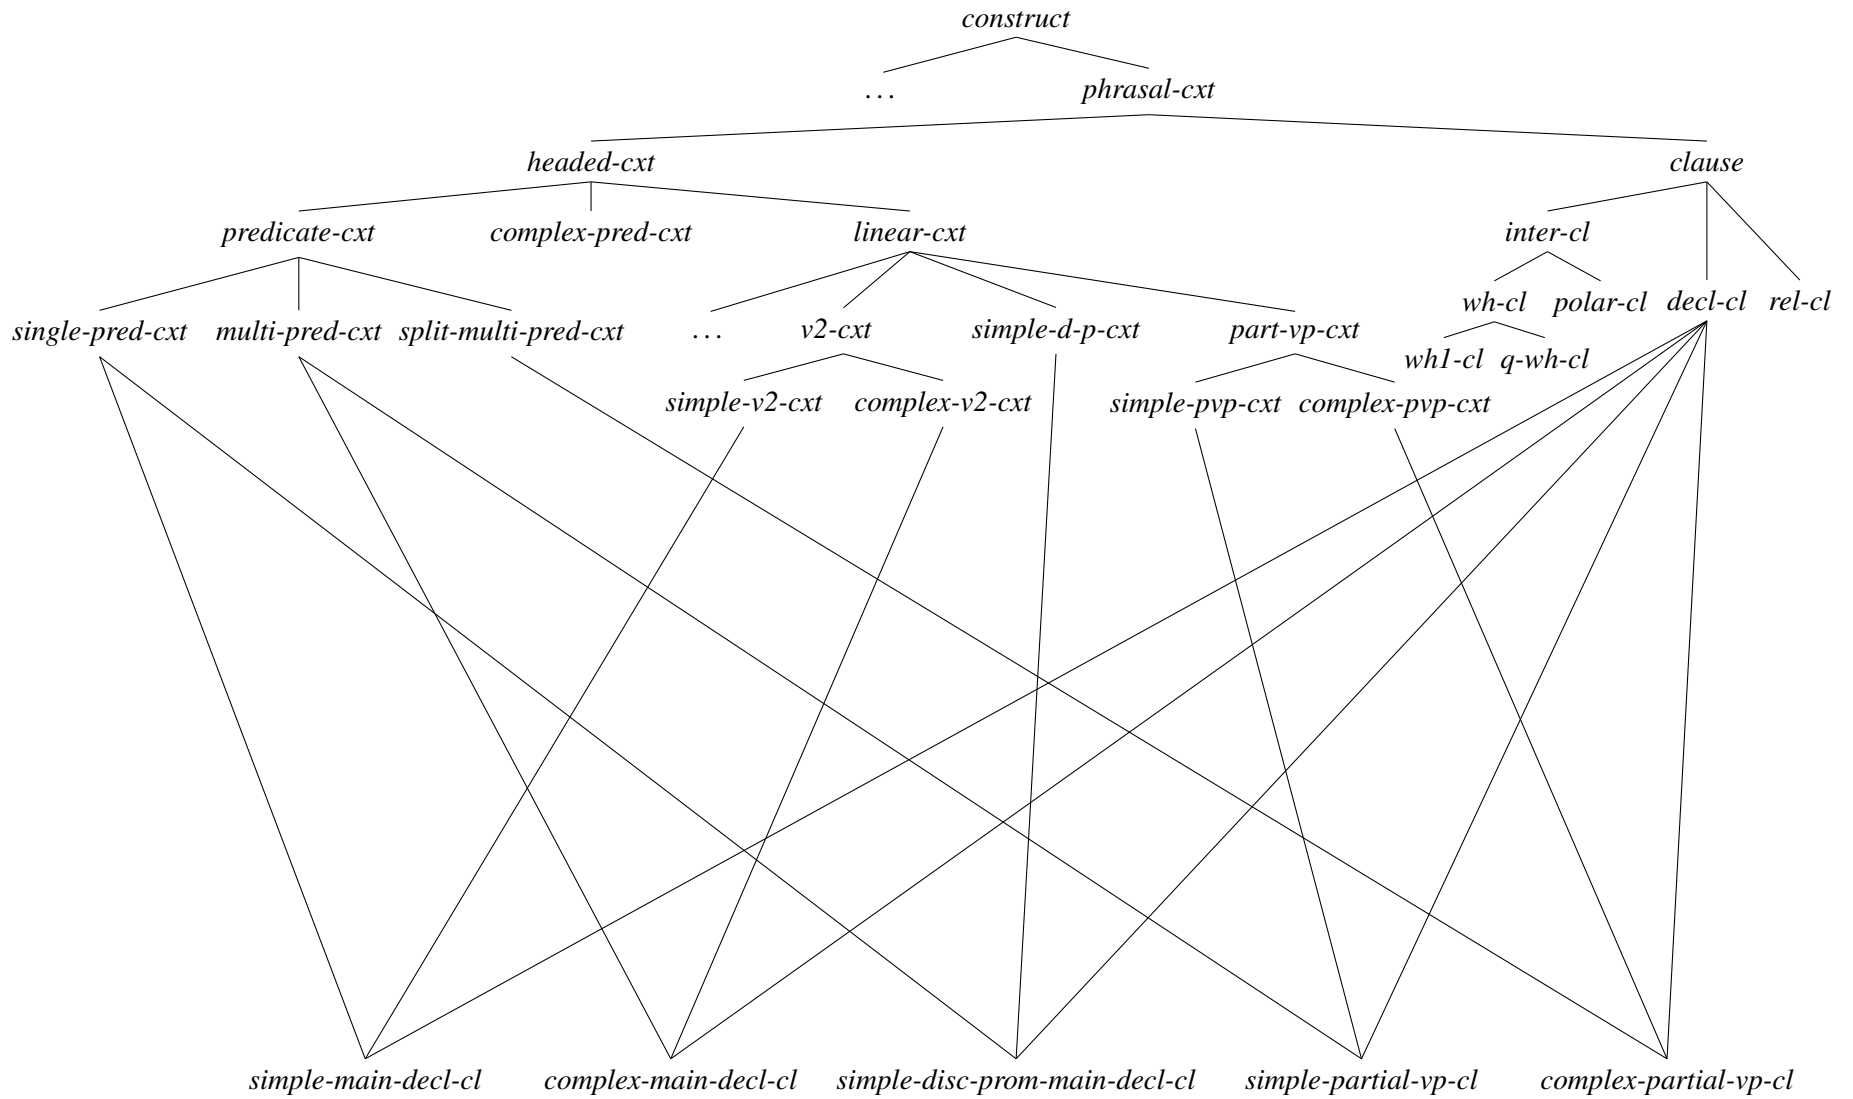 construct
... phrasal-cxt
headed-cxt clause
predicate-cxt complex-pred-cxt linear-cxt inter-cl
wh-cl polar-cl decl-cl rel-cl
single-pred-cxt multi-pred-cxt split-multi-pred-cxt ... v2-cxt simple-d-p-cxt part-vp-cxt
wh1-cl q-wh-cl
simple-v2-cxt complex-v2-cxt simple-pvp-cxt complex-pvp-cxt
simple-main-decl-cl complex-main-decl-cl simple-disc-prom-main-decl-cl simple-partial-vp-cl complex-partial-vp-cl